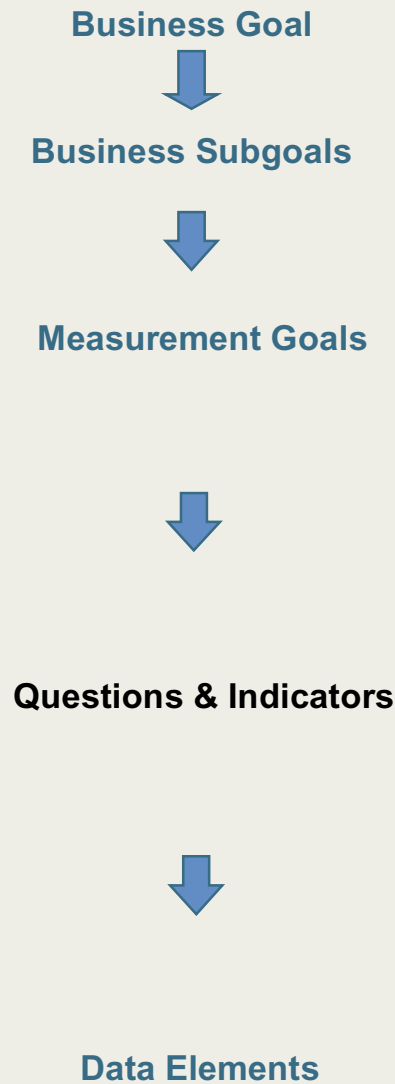 Business Goal
Business Subgoals
Measurement Goals
Questions & Indicators
Data Elements